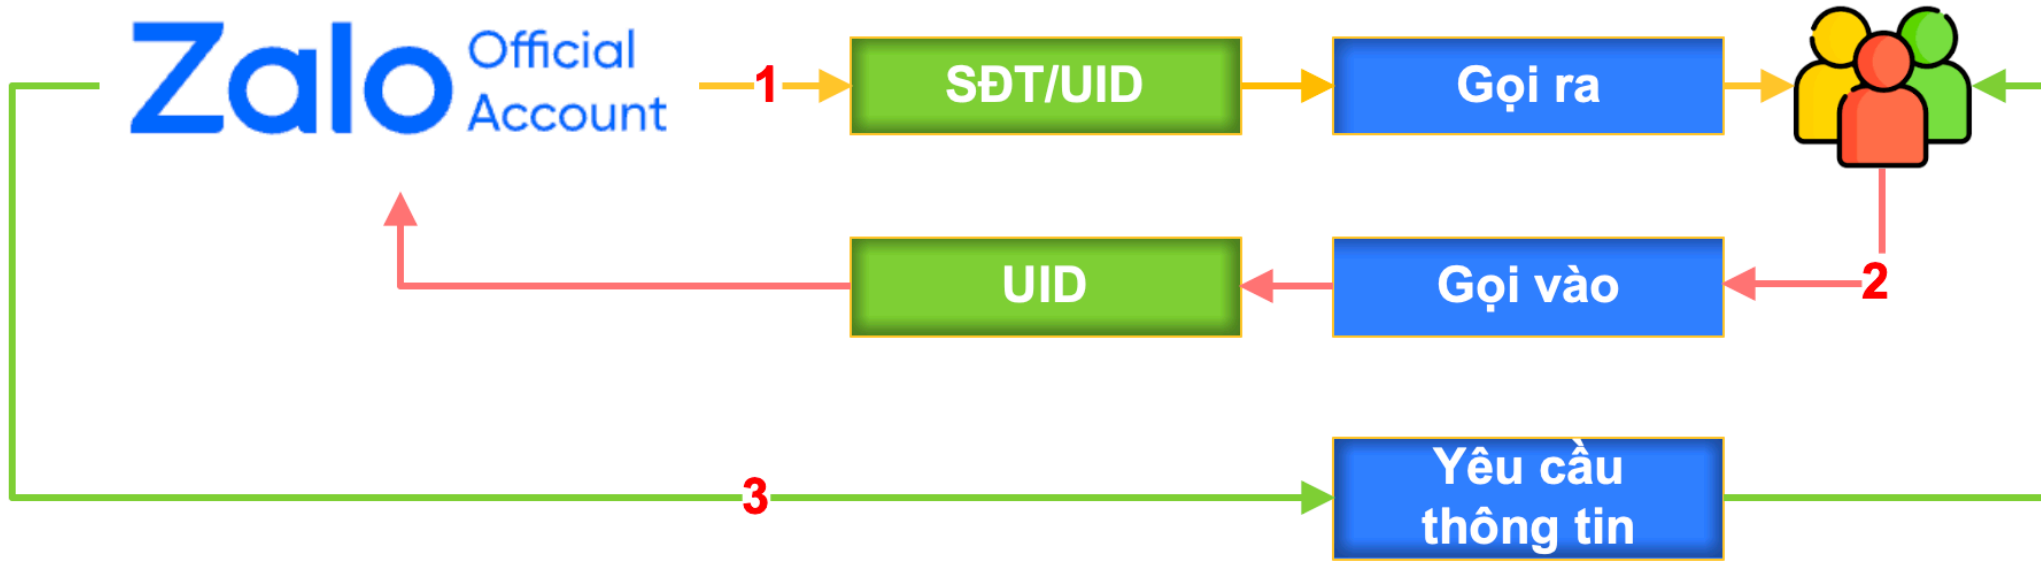 Zalo Official
Account
1
SĐT/UID
Gọi ra
UID
Gọi vào
2
3
Yêu cầu
thông tin